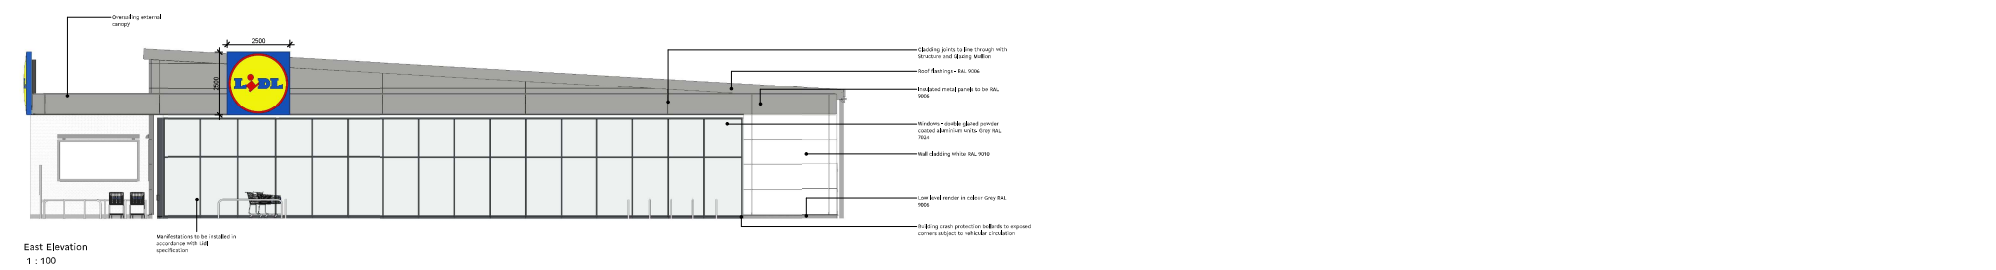 Oversailing external
canopy
2500
2500
LiDL
Cladding joints to line through with
Structure and Glazing Mullion
Roof flashings - RAL 9006
Insulated metal panels to be RAL
9006
Windows - double glazed powder
coated aluminium units. Grey RAL
7024
Wall cladding White RAL 9010
Low level render in colour Grey RAL
9006
Building crash protection bollards to exposed
corners subject to vehicular circulation
Manifestations to be installed in
accordance with Lidl
specification
East Elevation
1 : 100